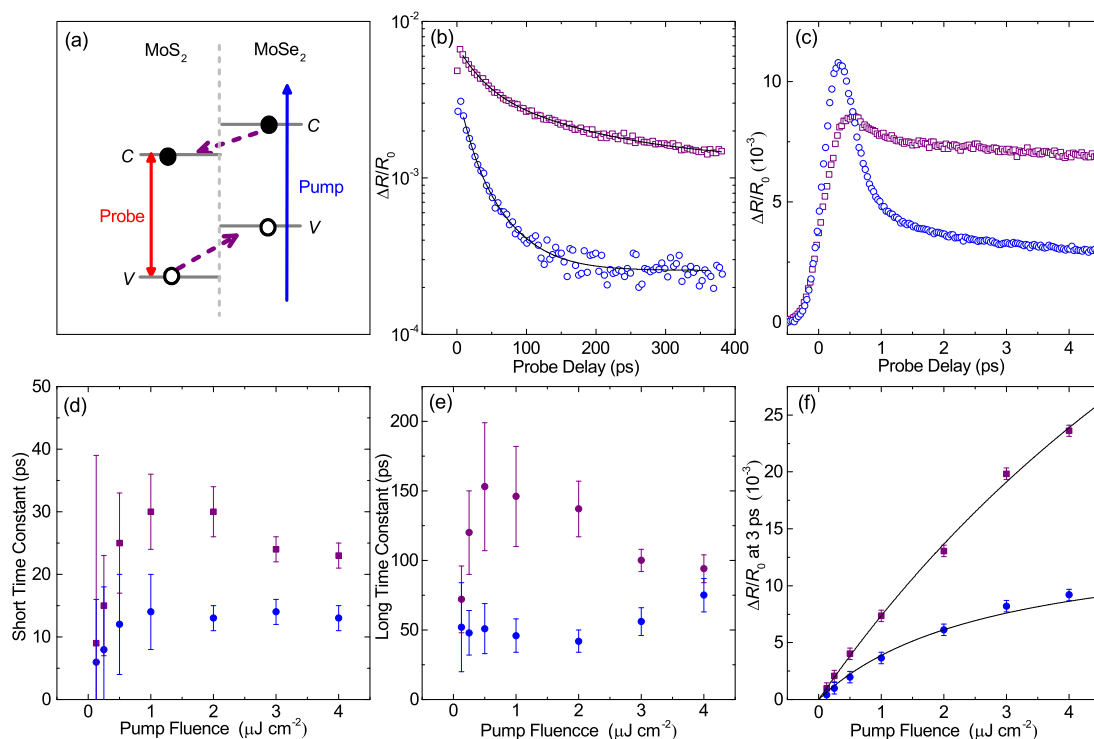 (a)
MoS2
MoSe2
C
C
Probe
Pump
V
V
(b)
10^-2
10^-3
10^-4
ΔR/R0
0 100 200 300 400
Probe Delay (ps)
(c)
10
5
0
ΔR/R0 (10^-3)
0 1 2 3 4
Probe Delay (ps)
(d)
50
40
30
20
10
0
Short Time Constant (ps)
0 1 2 3 4
Pump Fluence (μJ cm^-2)
(e)
200
150
100
50
0
Long Time Constant (ps)
0 1 2 3 4
Pump Fluencce (μJ cm^-2)
(f)
25
20
15
10
5
0
ΔR/R0 at 3 ps (10^-3)
0 1 2 3 4
Pump Fluence (μJ cm^-2)